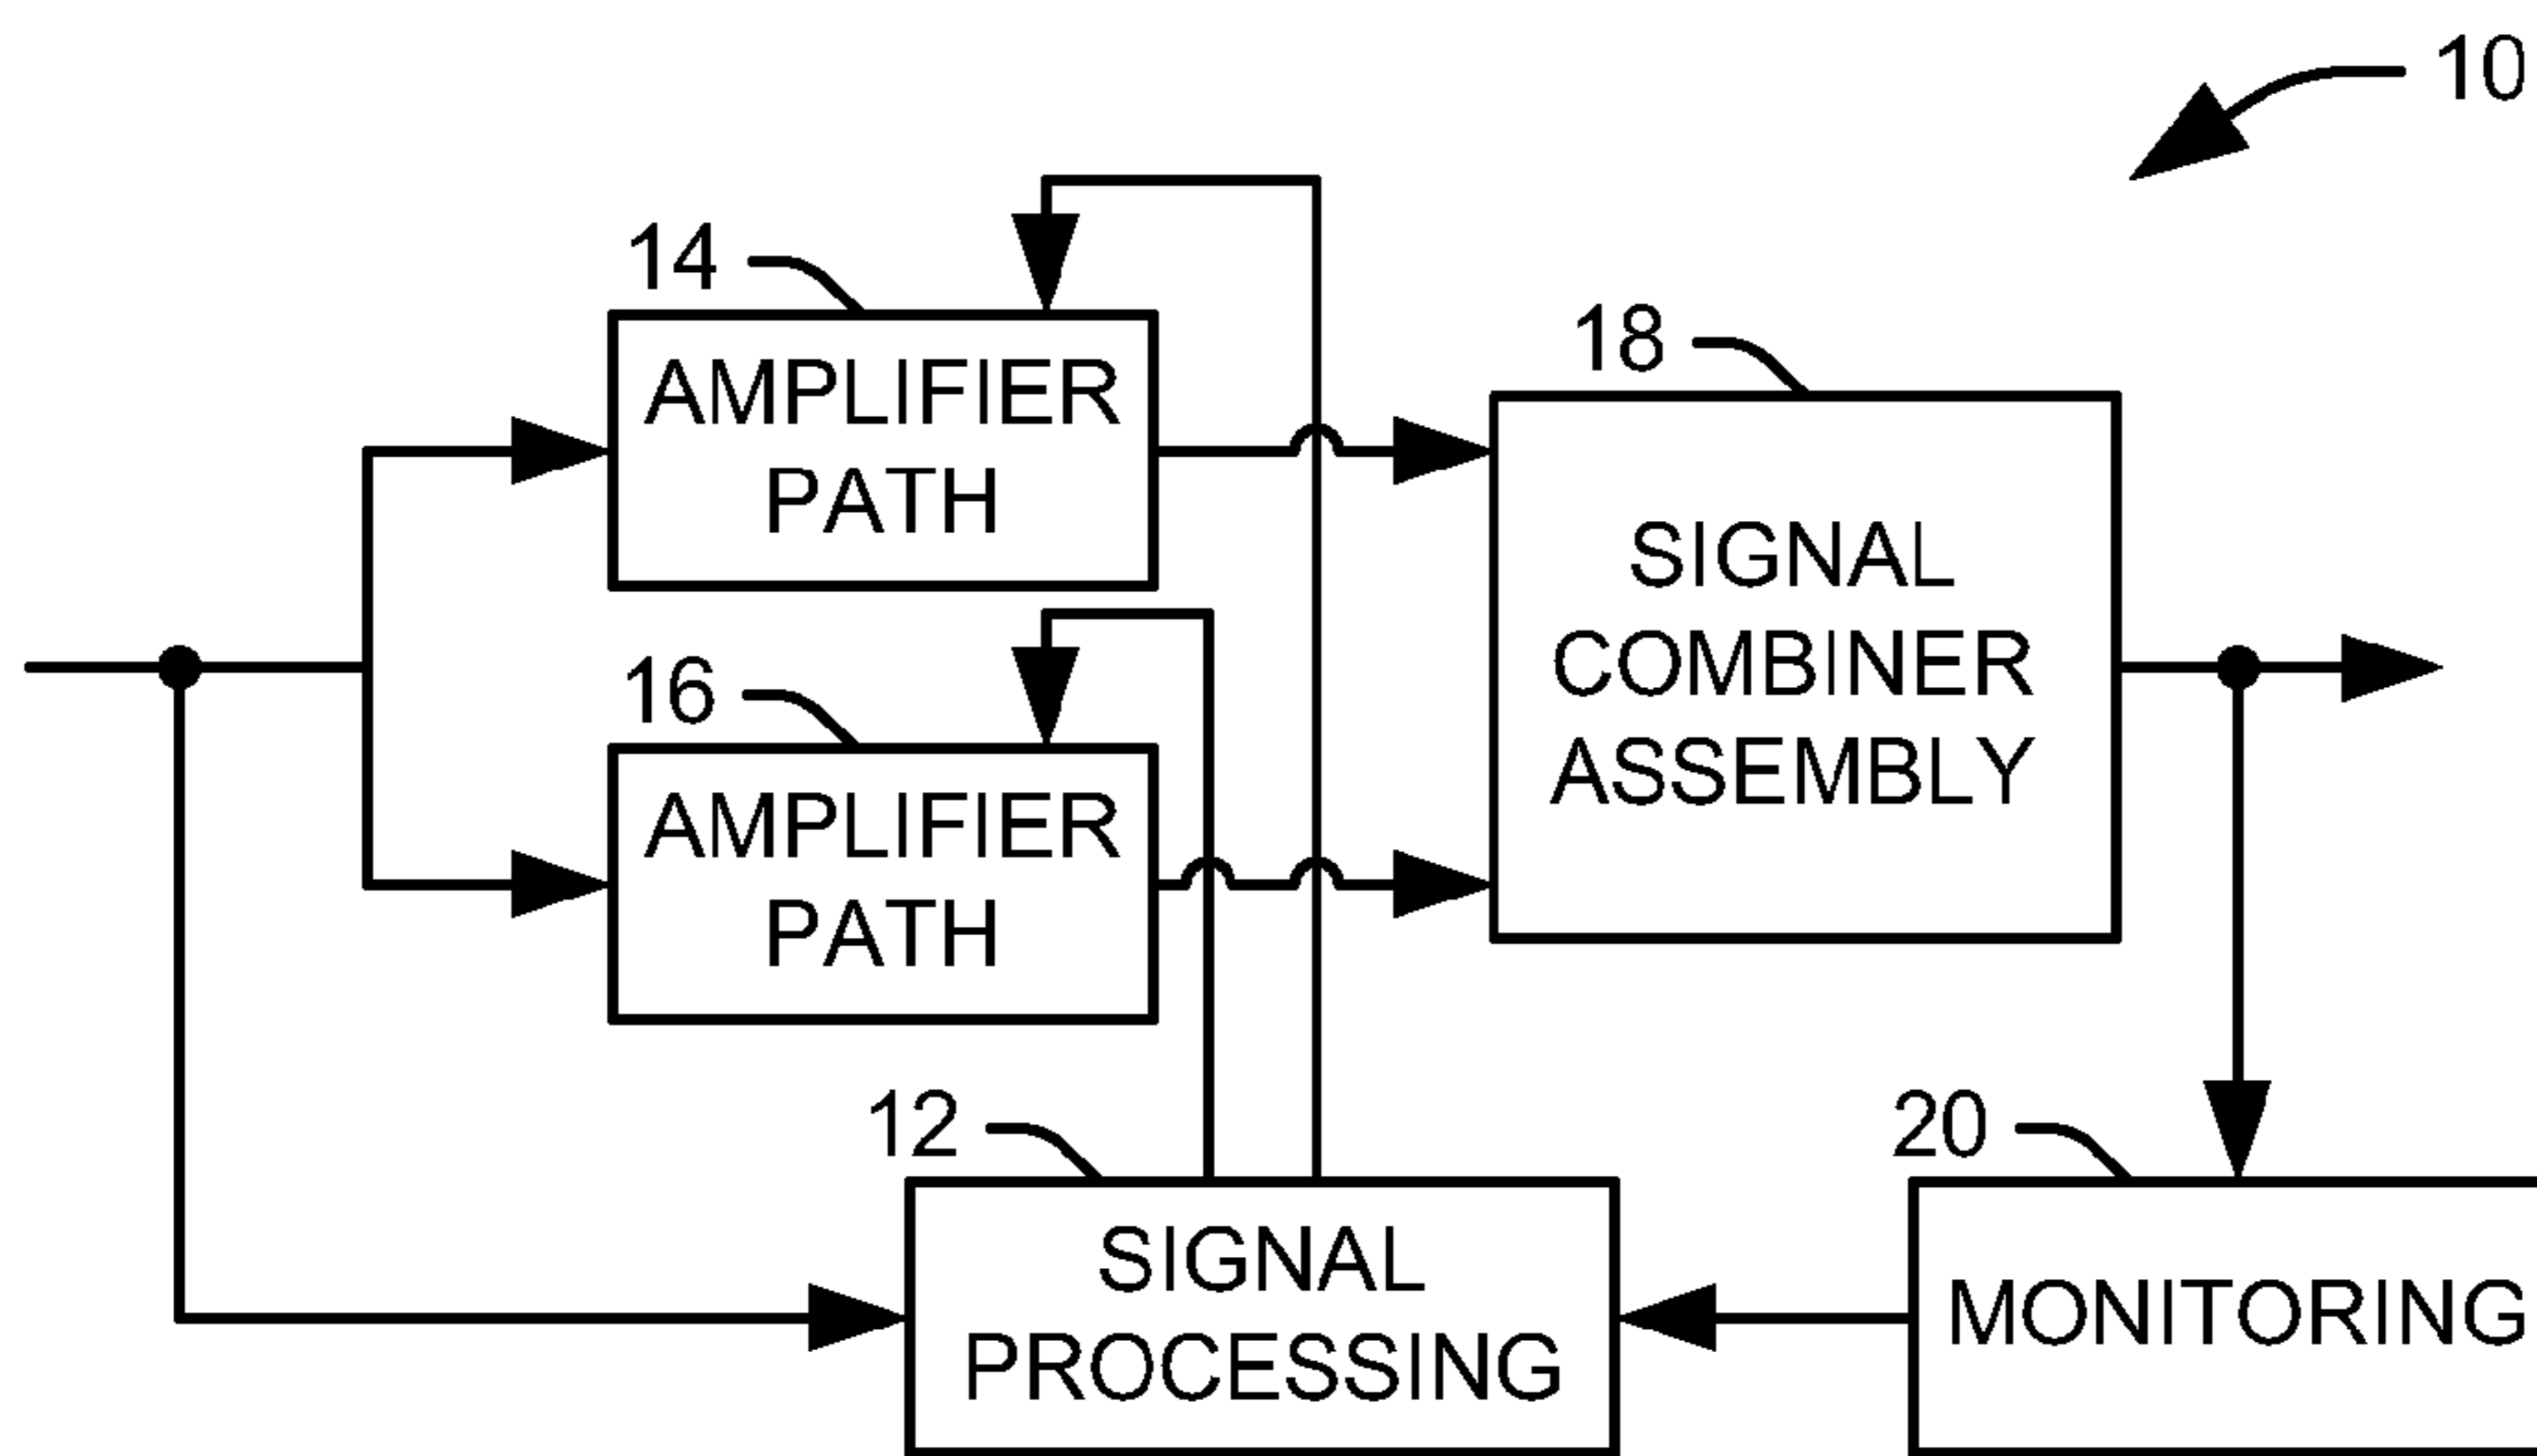 10
14
AMPLIFIER
PATH
18
SIGNAL
COMBINER
ASSEMBLY
16
AMPLIFIER
PATH
12
SIGNAL
PROCESSING
20
MONITORING